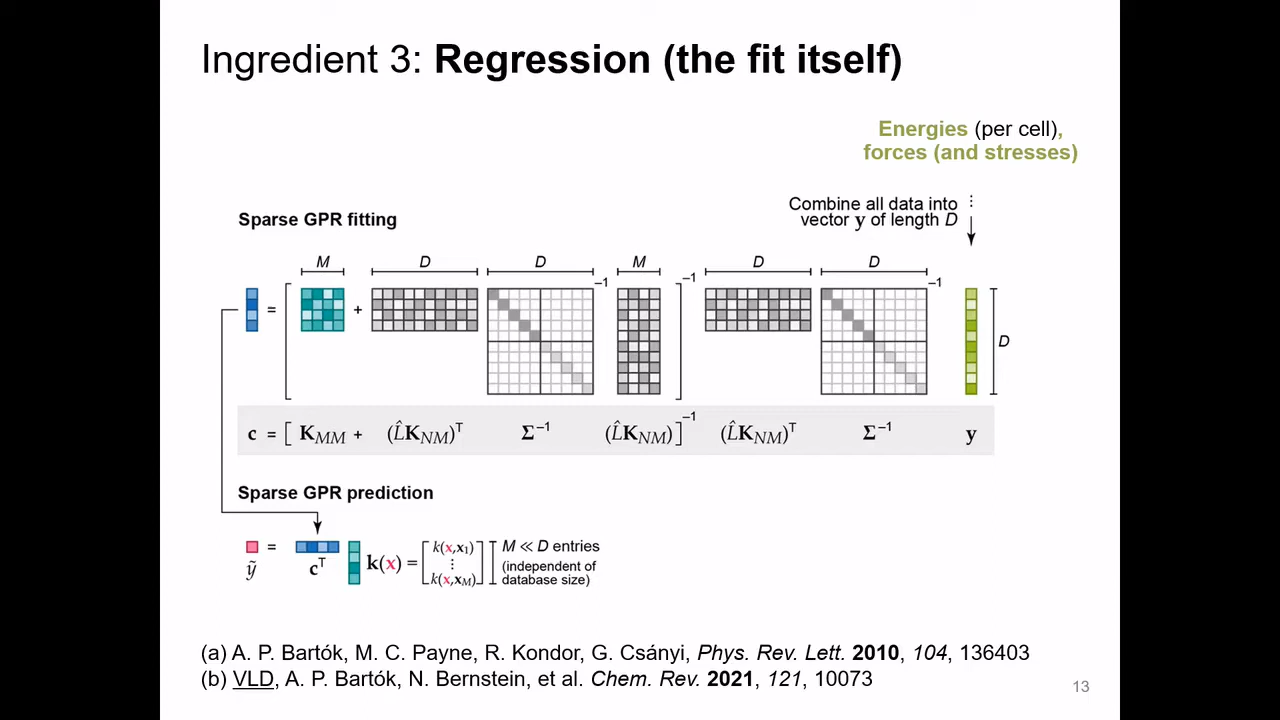 Ingredient 3: Regression (the fit itself)
Energies (per cell),
forces (and stresses)
Combine all data into ⋮
vector y of length D
Sparse GPR fitting
M D D −1 M −1 D D −1
= [ + ] D
c = [ K_MM + (L̂K_NM)ᵀ Σ⁻¹ (L̂K_NM) ]⁻¹ (L̂K_NM)ᵀ Σ⁻¹ y
Sparse GPR prediction
=
ỹ cᵀ k(x) = [ k(x,x₁) ⋮ k(x,x_M) ]
M ≪ D entries
(independent of
database size)
(a) A. P. Bartók, M. C. Payne, R. Kondor, G. Csányi, Phys. Rev. Lett. 2010, 104, 136403
(b) VLD, A. P. Bartók, N. Bernstein, et al. Chem. Rev. 2021, 121, 10073
13